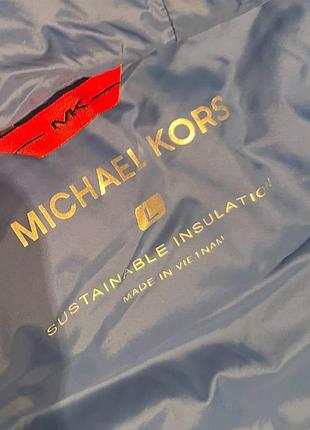 MK
MICHAEL KORS
L
SUSTAINABLE INSULATION
MADE IN VIETNAM